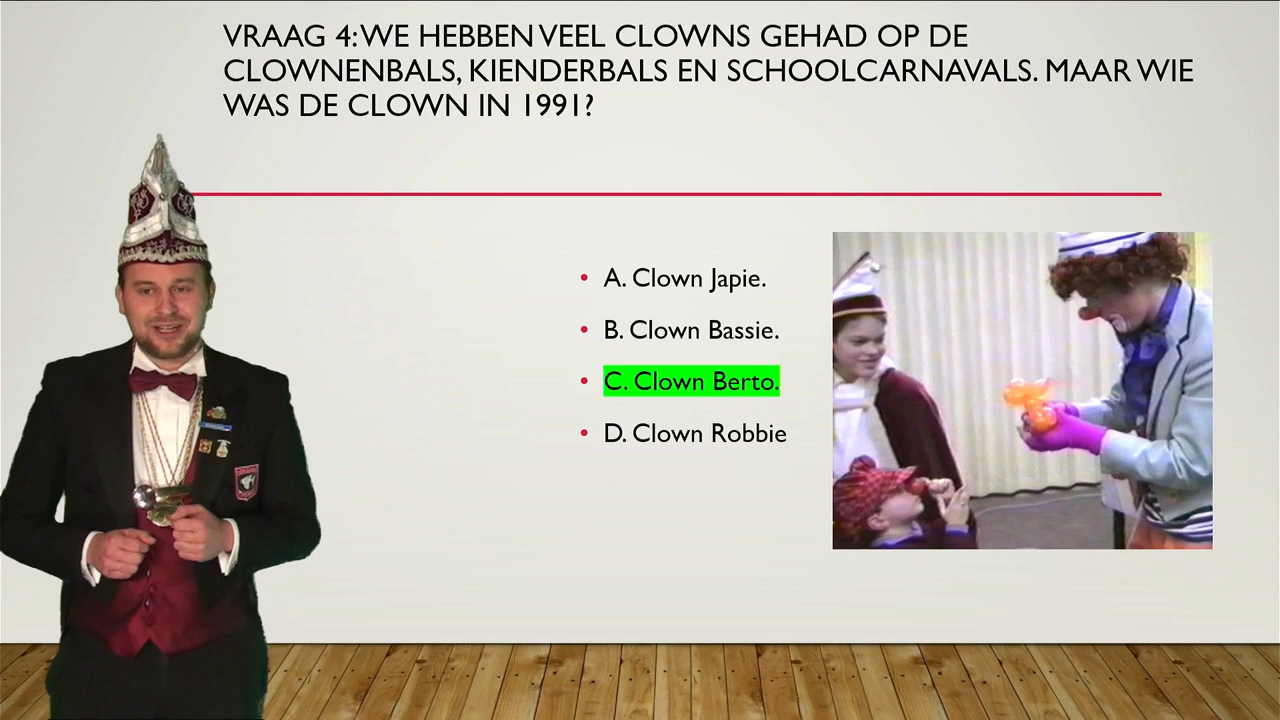 VRAAG 4: WE HEBBEN VEEL CLOWNS GEHAD OP DE
CLOWNENBALS, KIENDERBALS EN SCHOOLCARNAVALS. MAAR WIE
WAS DE CLOWN IN 1991?
• A. Clown Japie.
• B. Clown Bassie.
• C. Clown Berto.
• D. Clown Robbie